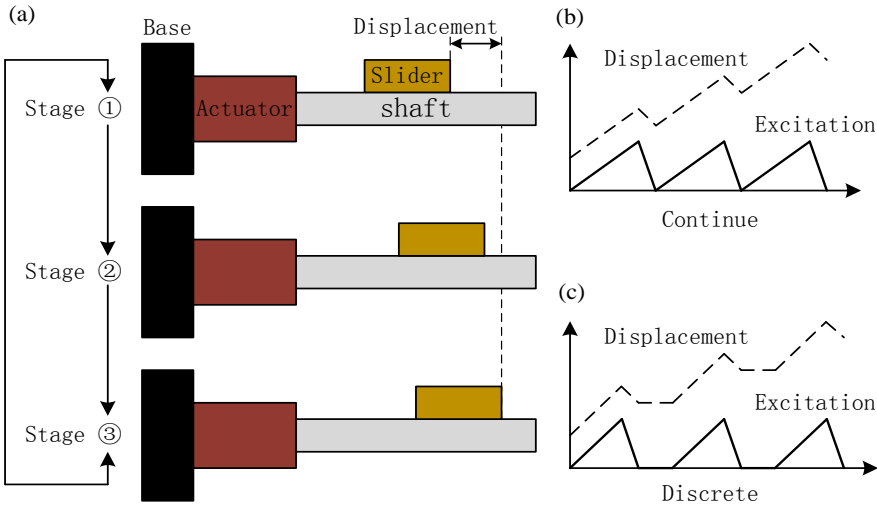 (a)
Base
Displacement
Slider
Stage ①
Actuator
shaft
Stage ②
Stage ③
(b)
Displacement
Excitation
Continue
(c)
Displacement
Excitation
Discrete